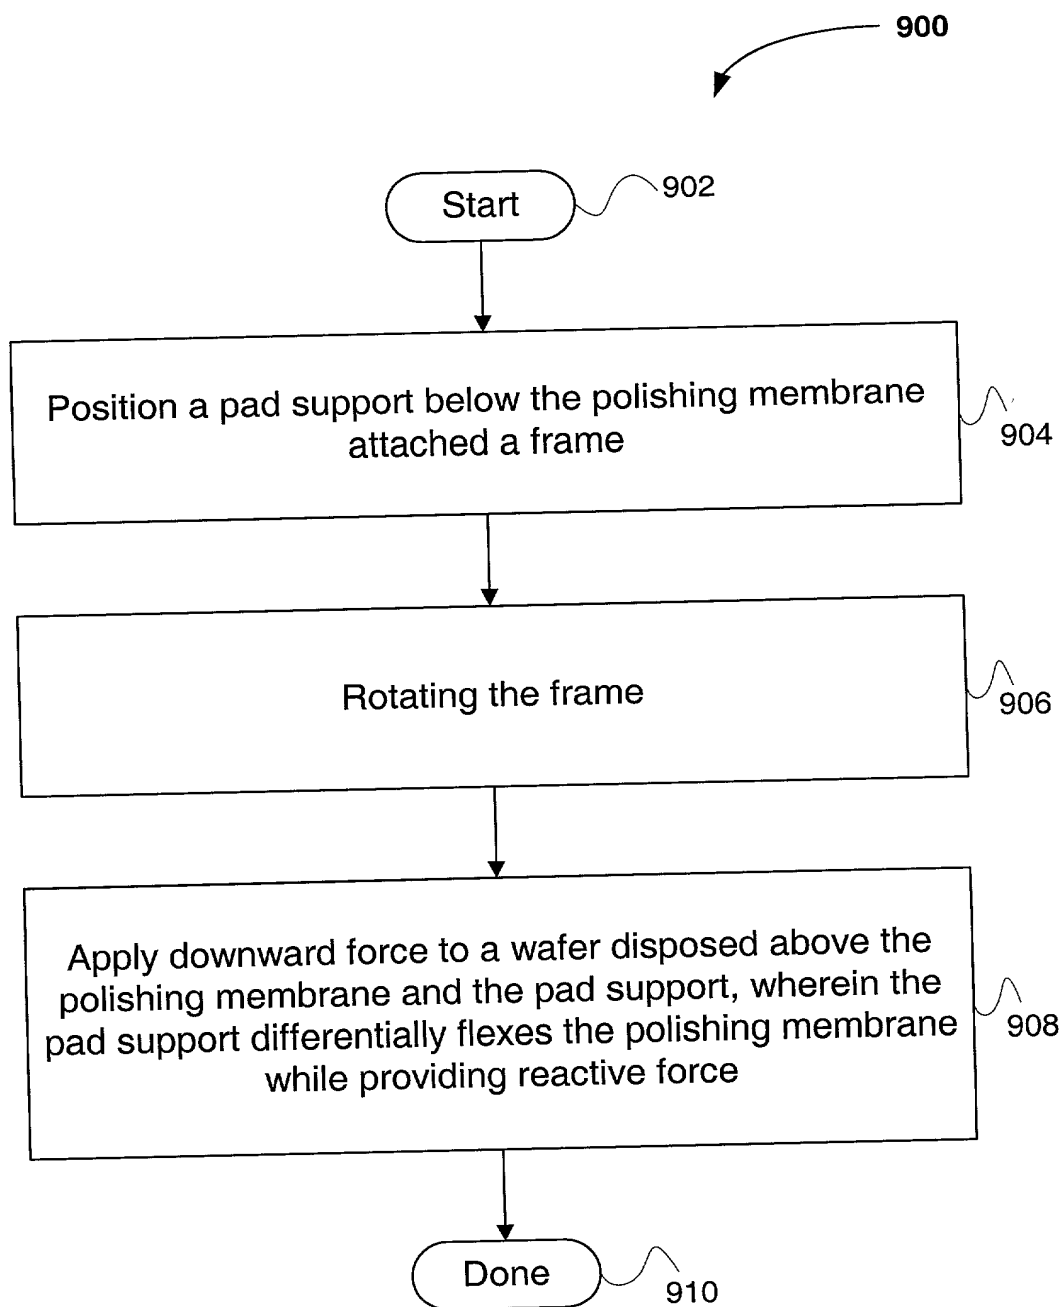 900
Start
902
Position a pad support below the polishing membrane
attached a frame
904
Rotating the frame
906
Apply downward force to a wafer disposed above the
polishing membrane and the pad support, wherein the
pad support differentially flexes the polishing membrane
while providing reactive force
908
Done
910